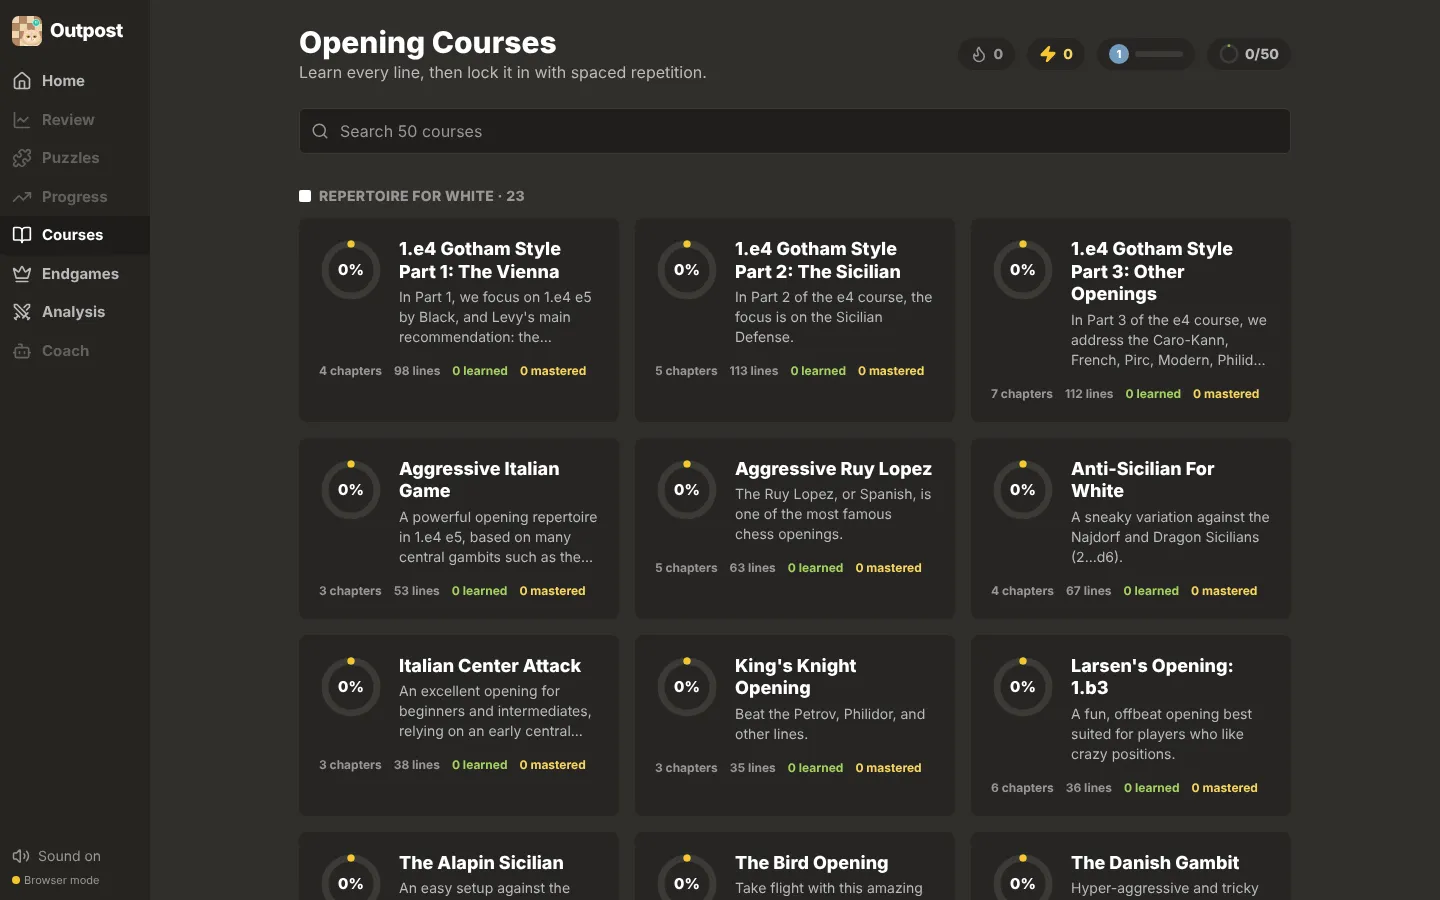 Outpost
Home
Review
Puzzles
Progress
Courses
Endgames
Analysis
Coach
Sound on
Browser mode
Opening Courses
Learn every line, then lock it in with spaced repetition.
0
0
1
0/50
Search 50 courses
REPERTOIRE FOR WHITE · 23
0%
1.e4 Gotham Style
Part 1: The Vienna
In Part 1, we focus on 1.e4 e5
by Black, and Levy's main
recommendation: the...
4 chapters 98 lines 0 learned 0 mastered
0%
1.e4 Gotham Style
Part 2: The Sicilian
In Part 2 of the e4 course, the
focus is on the Sicilian
Defense.
5 chapters 113 lines 0 learned 0 mastered
0%
1.e4 Gotham Style
Part 3: Other
Openings
In Part 3 of the e4 course, we
address the Caro-Kann,
French, Pirc, Modern, Philid...
7 chapters 112 lines 0 learned 0 mastered
0%
Aggressive Italian
Game
A powerful opening repertoire
in 1.e4 e5, based on many
central gambits such as the...
3 chapters 53 lines 0 learned 0 mastered
0%
Aggressive Ruy Lopez
The Ruy Lopez, or Spanish, is
one of the most famous
chess openings.
5 chapters 63 lines 0 learned 0 mastered
0%
Anti-Sicilian For
White
A sneaky variation against the
Najdorf and Dragon Sicilians
(2...d6).
4 chapters 67 lines 0 learned 0 mastered
0%
Italian Center Attack
An excellent opening for
beginners and intermediates,
relying on an early central...
3 chapters 38 lines 0 learned 0 mastered
0%
King's Knight
Opening
Beat the Petrov, Philidor, and
other lines.
3 chapters 35 lines 0 learned 0 mastered
0%
Larsen's Opening:
1.b3
A fun, offbeat opening best
suited for players who like
crazy positions.
6 chapters 36 lines 0 learned 0 mastered
0%
The Alapin Sicilian
An easy setup against the
0%
The Bird Opening
Take flight with this amazing
0%
The Danish Gambit
Hyper-aggressive and tricky